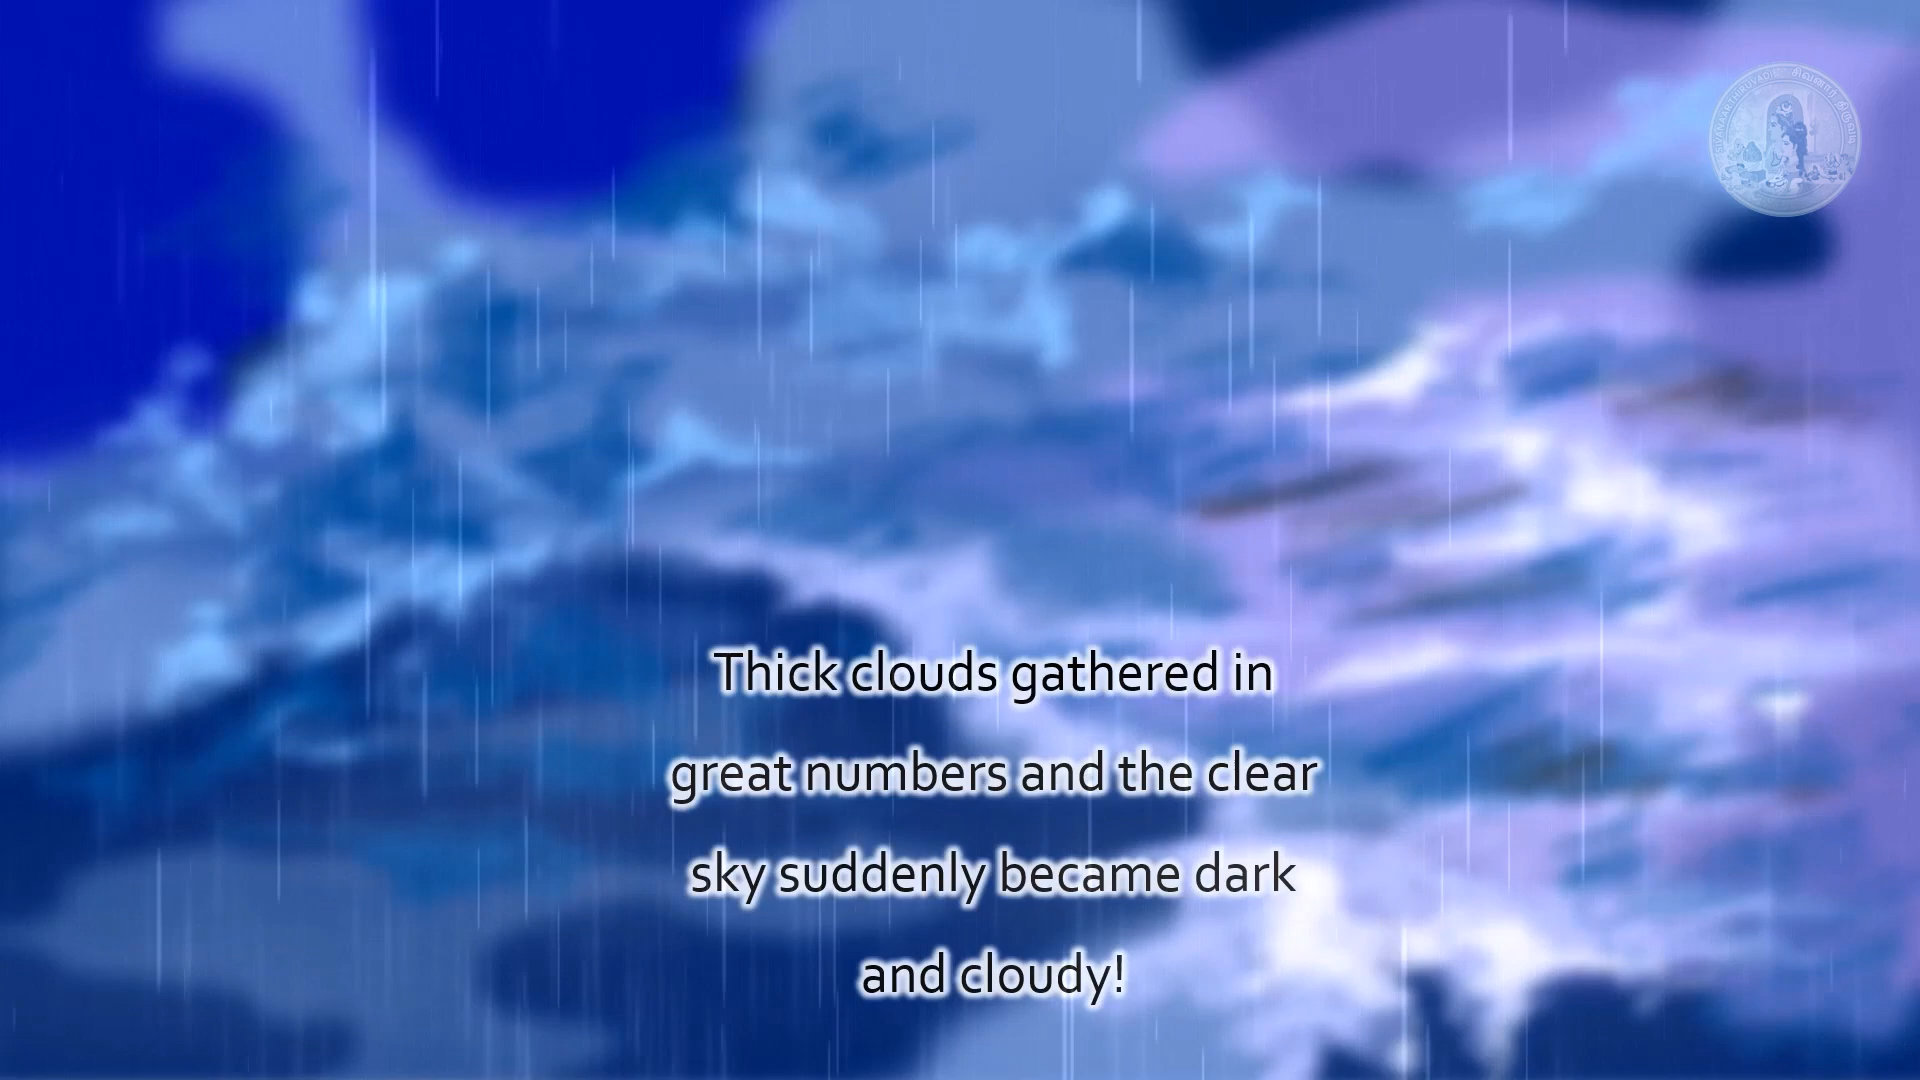 Thick clouds gathered in
great numbers and the clear
sky suddenly became dark
and cloudy!